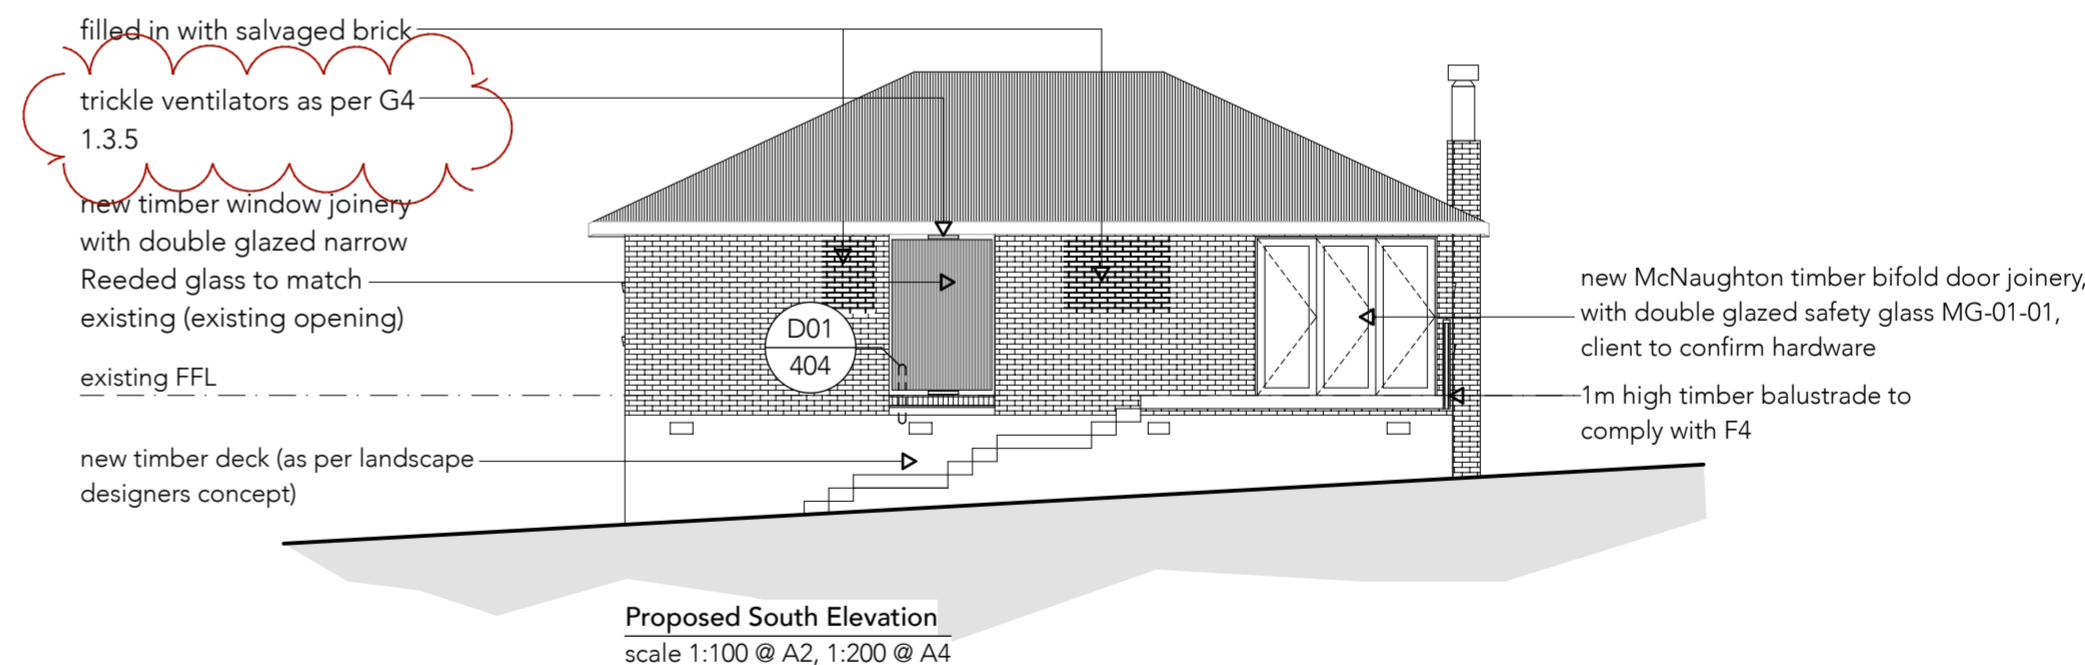 filled in with salvaged brick
trickle ventilators as per G4
1.3.5
new timber window joinery
with double glazed narrow
Reeded glass to match
existing (existing opening)
D01
404
existing FFL
new timber deck (as per landscape
designers concept)
new McNaughton timber bifold door joinery,
with double glazed safety glass MG-01-01,
client to confirm hardware
1m high timber balustrade to
comply with F4
Proposed South Elevation
scale 1:100 @ A2, 1:200 @ A4